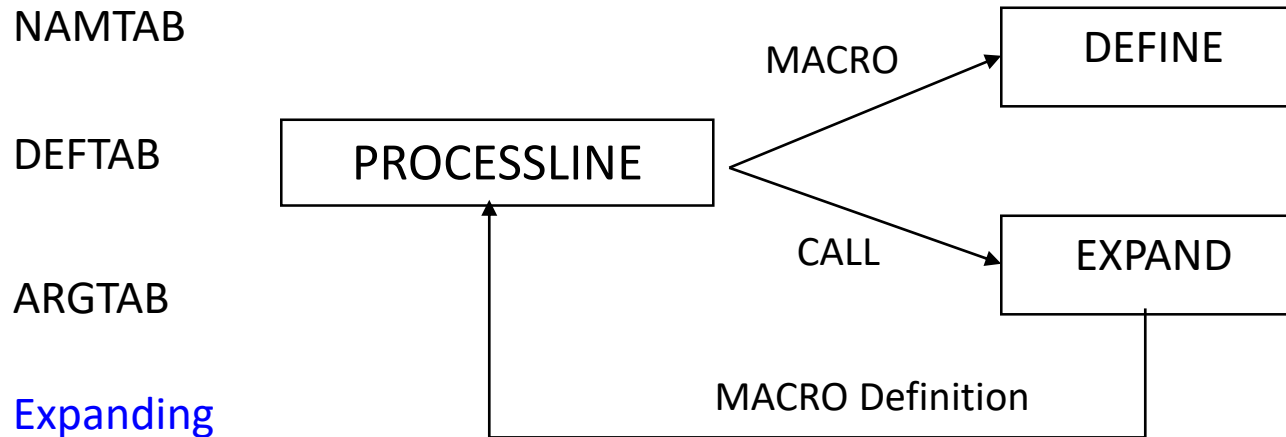 NAMTAB
DEFTAB
ARGTAB
Expanding
PROCESSLINE
MACRO
DEFINE
CALL
EXPAND
MACRO Definition